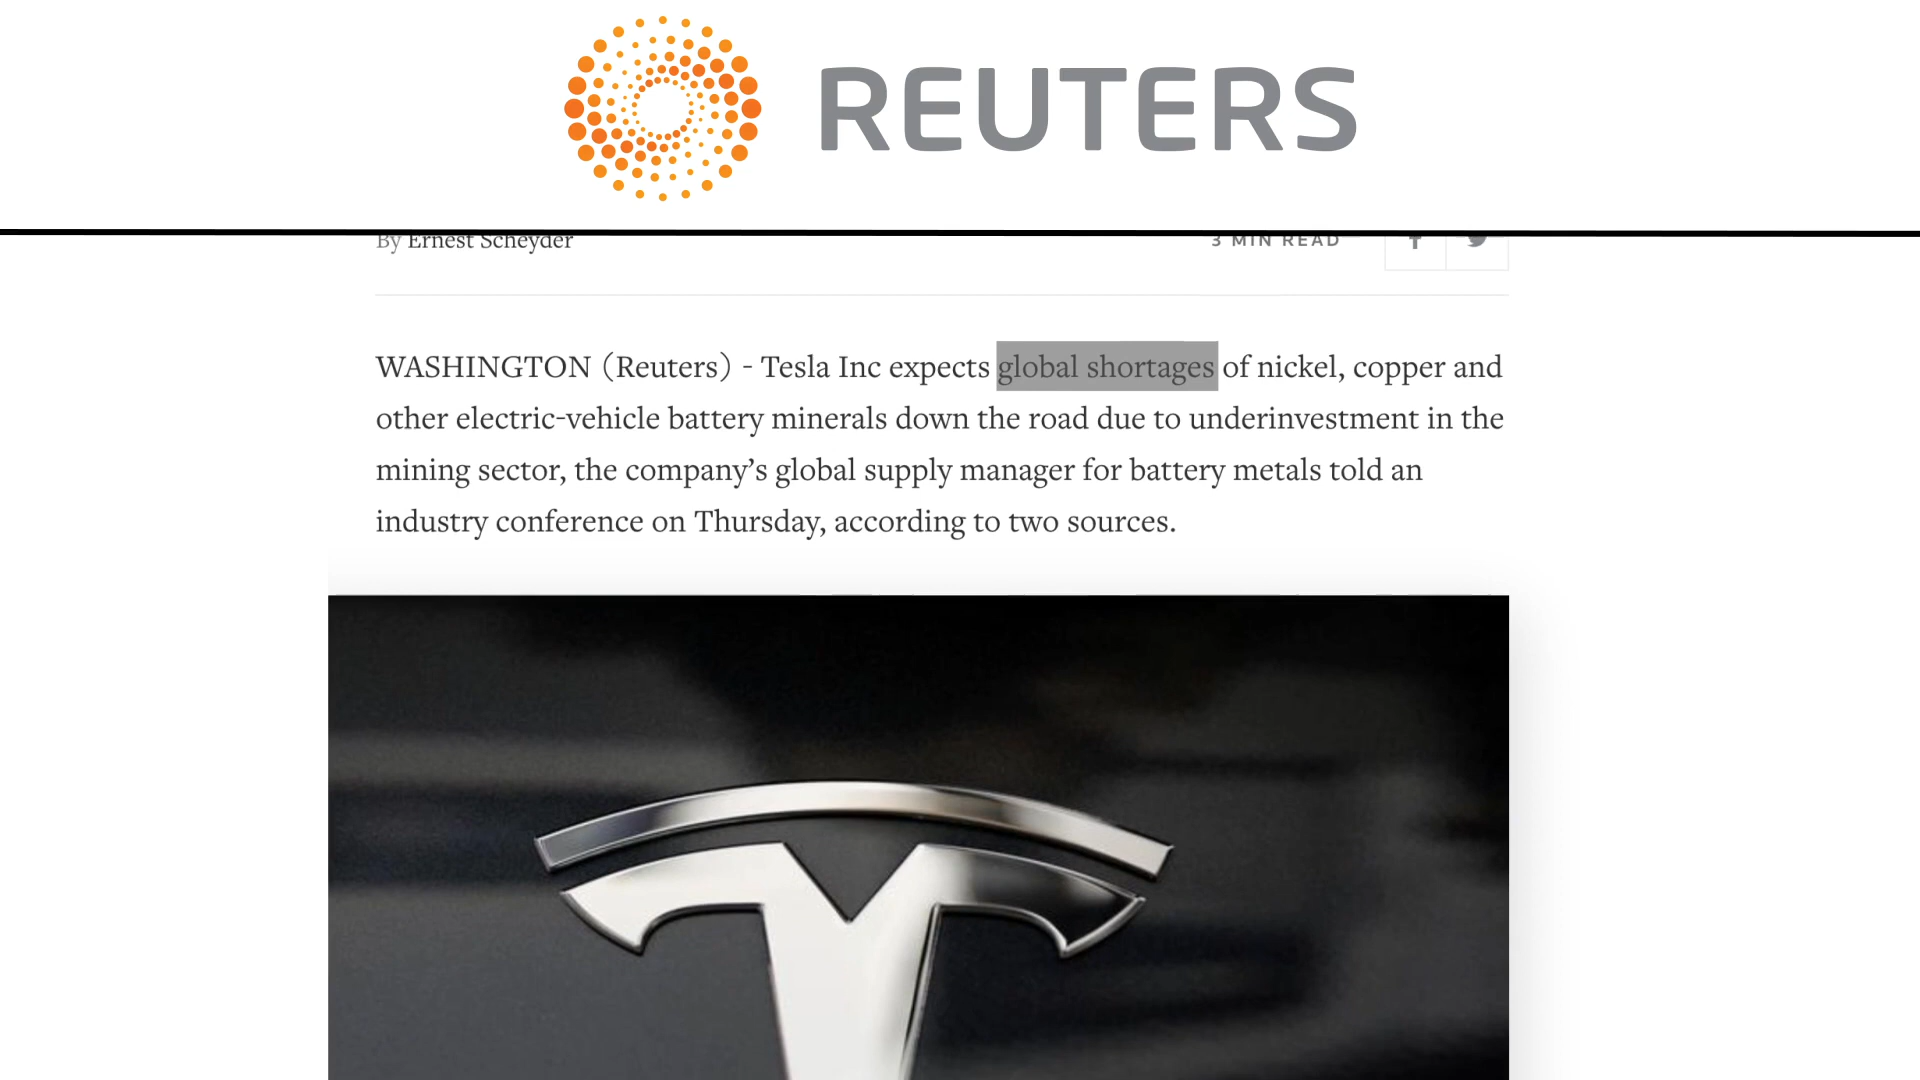 REUTERS
By Ernest Scheyder
3 MIN READ
WASHINGTON (Reuters) - Tesla Inc expects global shortages of nickel, copper and
other electric-vehicle battery minerals down the road due to underinvestment in the
mining sector, the company’s global supply manager for battery metals told an
industry conference on Thursday, according to two sources.